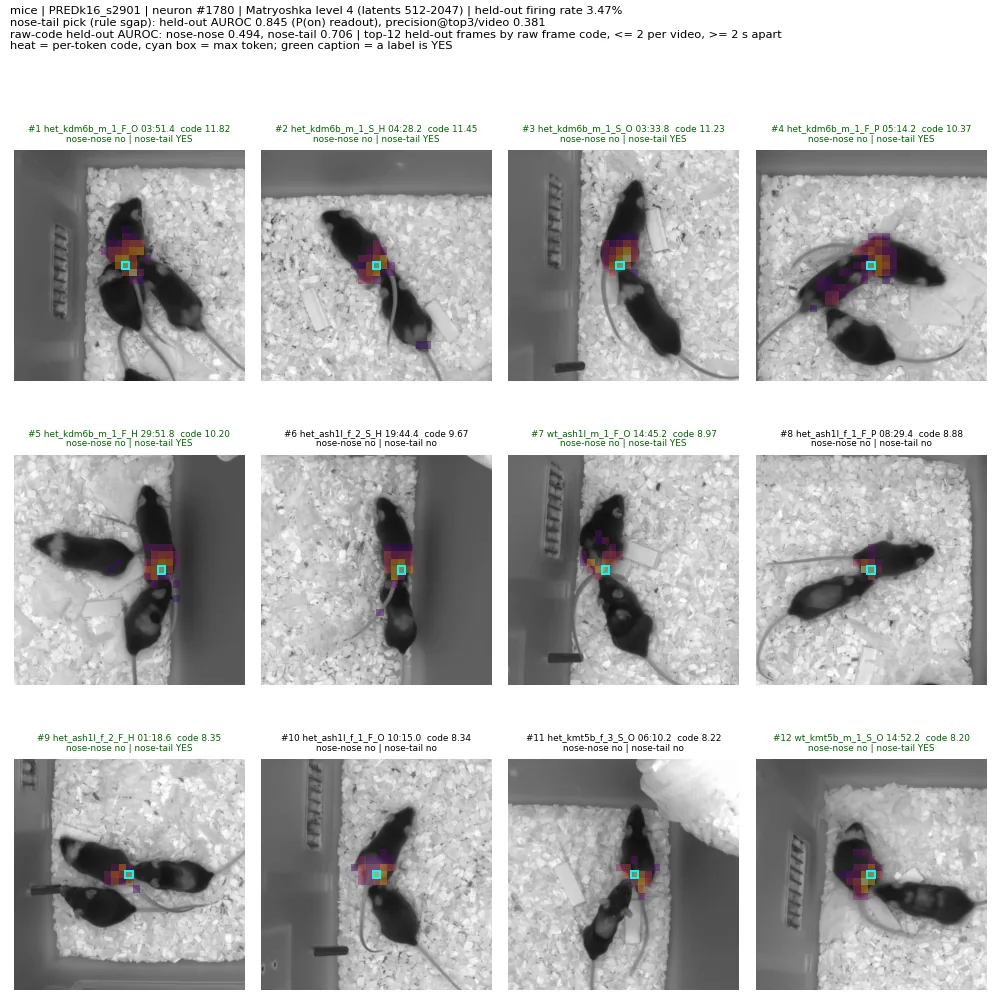 mice | PREDk16_s2901 | neuron #1780 | Matryoshka level 4 (latents 512-2047) | held-out firing rate 3.47%
nose-tail pick (rule sgap): held-out AUROC 0.845 (P(on) readout), precision@top3/video 0.381
raw-code held-out AUROC: nose-nose 0.494, nose-tail 0.706 | top-12 held-out frames by raw frame code, <= 2 per video, >= 2 s apart
heat = per-token code, cyan box = max token; green caption = a label is YES
#1 het_kdm6b_m_1_F_O 03:51.4 code 11.82
nose-nose no | nose-tail YES
#2 het_kdm6b_m_1_S_H 04:28.2 code 11.45
nose-nose no | nose-tail YES
#3 het_kdm6b_m_1_S_O 03:33.8 code 11.23
nose-nose no | nose-tail YES
#4 het_kdm6b_m_1_F_P 05:14.2 code 10.37
nose-nose no | nose-tail YES
#5 het_kdm6b_m_1_F_H 29:51.8 code 10.20
nose-nose no | nose-tail YES
#6 het_ash1l_f_2_S_H 19:44.4 code 9.67
nose-nose no | nose-tail no
#7 wt_ash1l_m_1_F_O 14:45.2 code 8.97
nose-nose no | nose-tail YES
#8 het_ash1l_f_1_F_P 08:29.4 code 8.88
nose-nose no | nose-tail no
#9 het_ash1l_f_2_F_H 01:18.6 code 8.35
nose-nose no | nose-tail YES
#10 het_ash1l_f_1_F_O 10:15.0 code 8.34
nose-nose no | nose-tail no
#11 het_kmt5b_f_3_S_O 06:10.2 code 8.22
nose-nose no | nose-tail no
#12 wt_kmt5b_m_1_S_O 14:52.2 code 8.20
nose-nose no | nose-tail YES